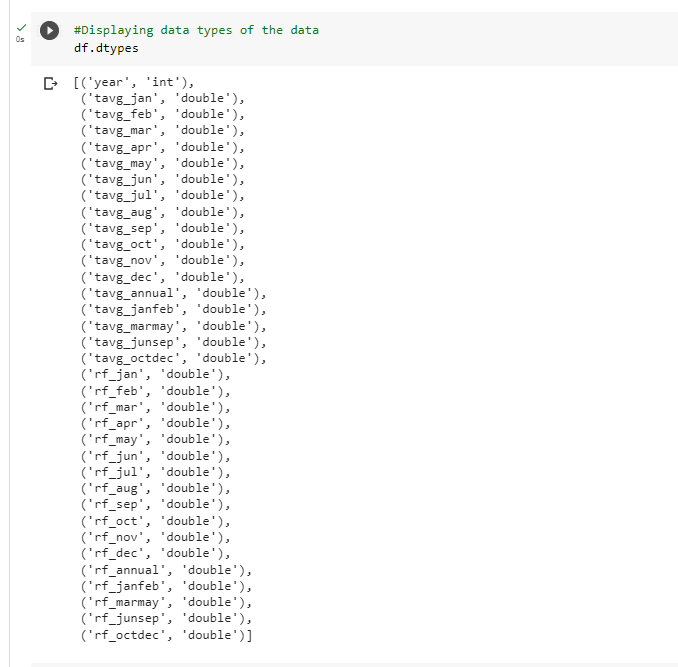 #Displaying data types of the data
df.dtypes
0s
[('year', 'int'),
('tavg_jan', 'double'),
('tavg_feb', 'double'),
('tavg_mar', 'double'),
('tavg_apr', 'double'),
('tavg_may', 'double'),
('tavg_jun', 'double'),
('tavg_jul', 'double'),
('tavg_aug', 'double'),
('tavg_sep', 'double'),
('tavg_oct', 'double'),
('tavg_nov', 'double'),
('tavg_dec', 'double'),
('tavg_annual', 'double'),
('tavg_janfeb', 'double'),
('tavg_marmay', 'double'),
('tavg_junsep', 'double'),
('tavg_octdec', 'double'),
('rf_jan', 'double'),
('rf_feb', 'double'),
('rf_mar', 'double'),
('rf_apr', 'double'),
('rf_may', 'double'),
('rf_jun', 'double'),
('rf_jul', 'double'),
('rf_aug', 'double'),
('rf_sep', 'double'),
('rf_oct', 'double'),
('rf_nov', 'double'),
('rf_dec', 'double'),
('rf_annual', 'double'),
('rf_janfeb', 'double'),
('rf_marmay', 'double'),
('rf_junsep', 'double'),
('rf_octdec', 'double')]